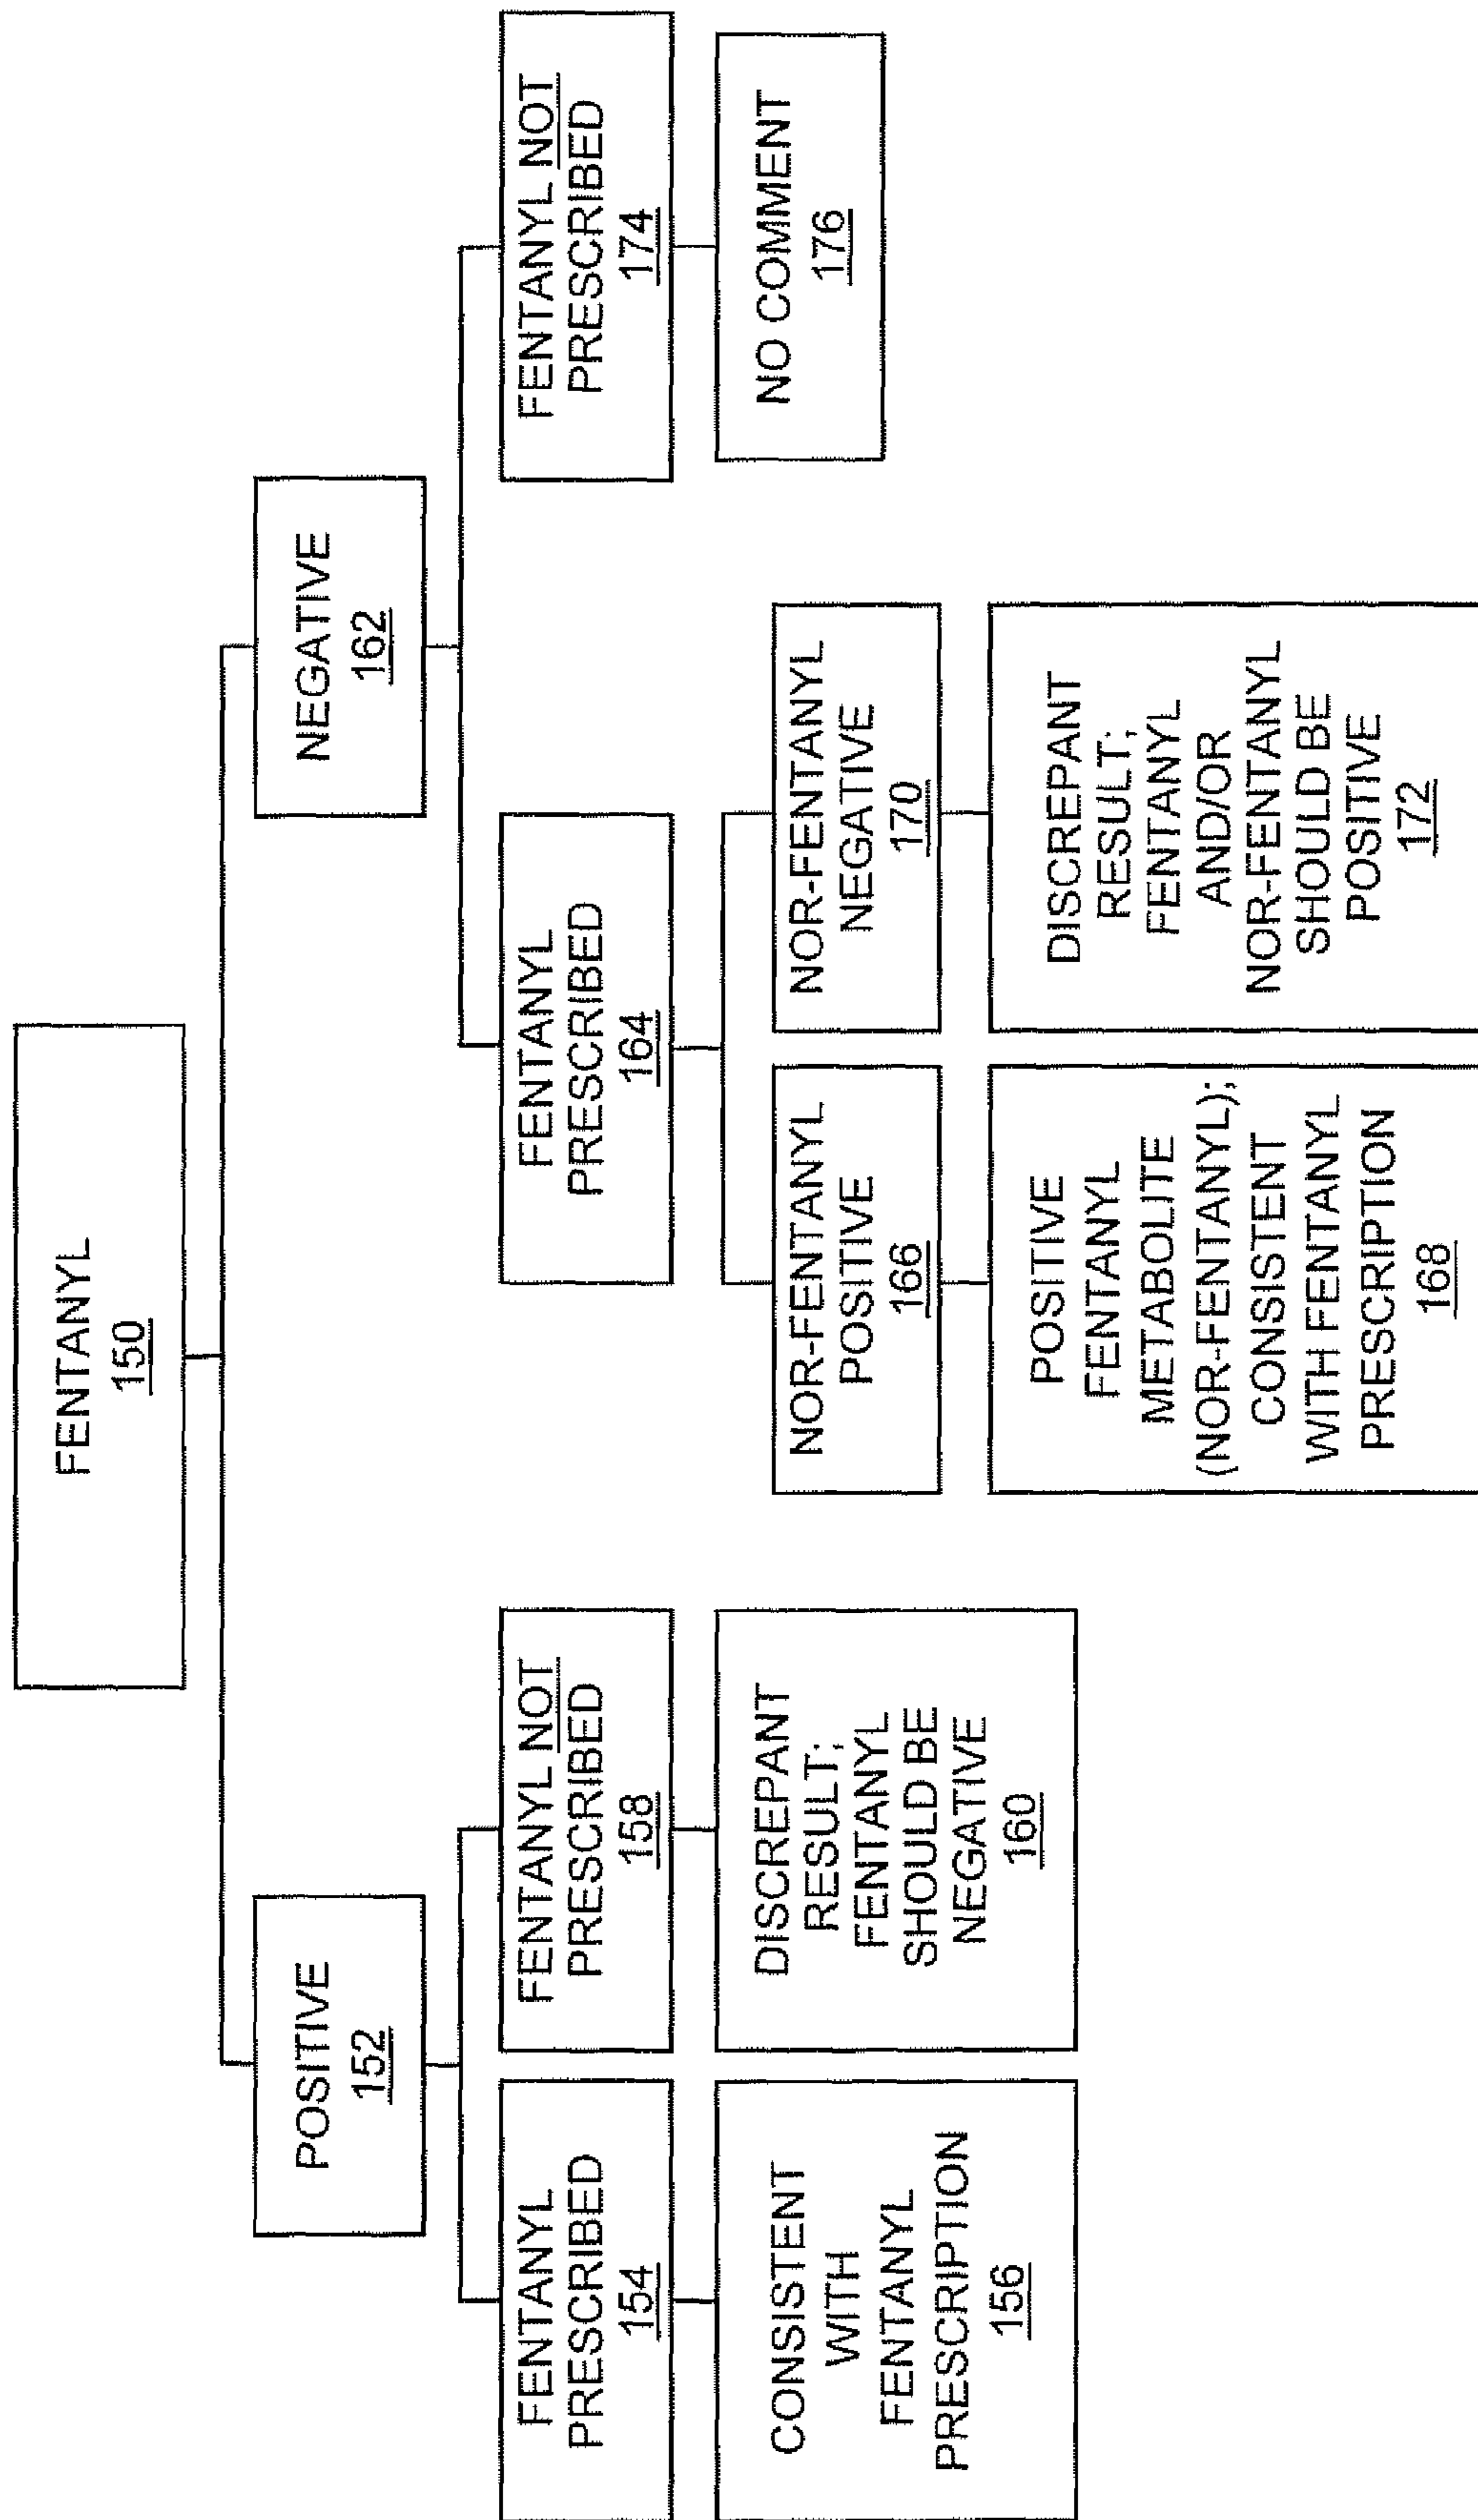 FENTANYL
150
POSITIVE
152
NEGATIVE
162
FENTANYL
PRESCRIBED
154
FENTANYL NOT
PRESCRIBED
158
FENTANYL
PRESCRIBED
164
FENTANYL NOT
PRESCRIBED
174
CONSISTENT
WITH
FENTANYL
PRESCRIPTION
156
DISCREPANT
RESULT;
FENTANYL
SHOULD BE
NEGATIVE
160
NOR-FENTANYL
POSITIVE
166
NOR-FENTANYL
NEGATIVE
170
NO COMMENT
176
POSITIVE
FENTANYL
METABOLITE
(NOR-FENTANYL);
CONSISTENT
WITH FENTANYL
PRESCRIPTION
168
DISCREPANT
RESULT;
FENTANYL
AND/OR
NOR-FENTANYL
SHOULD BE
POSITIVE
172